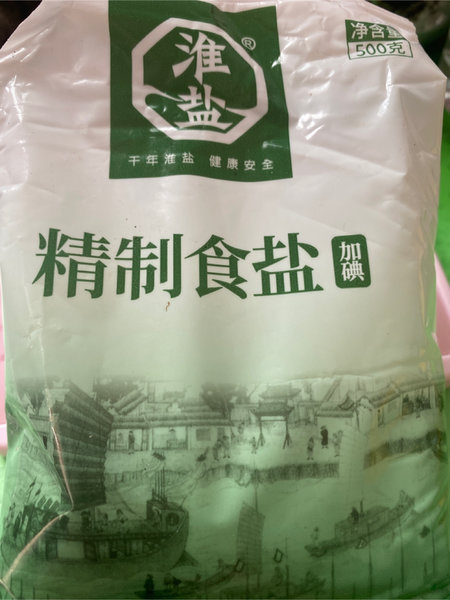 淮盐®
千年淮盐 健康安全
净含量
500克
精制食盐 加碘